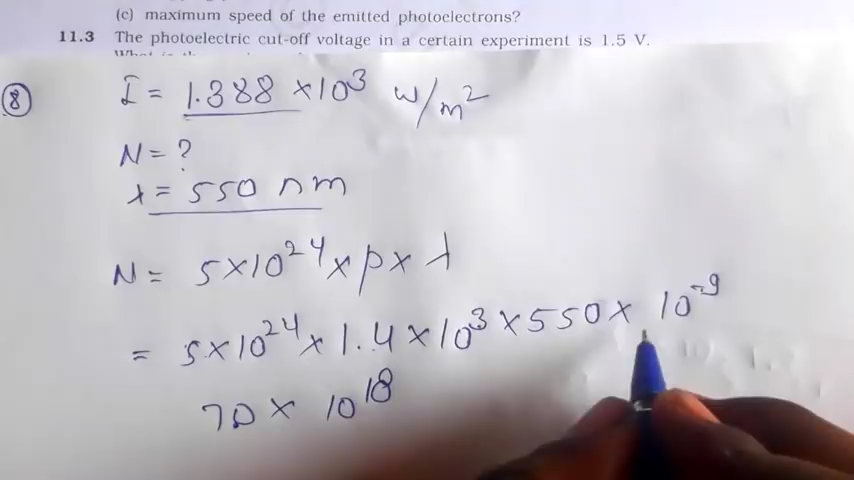 (c) maximum speed of the emitted photoelectrons?
11.3 The photoelectric cut-off voltage in a certain experiment is 1.5 V.
8 I = 1.388 ×10³ W/m²
N = ?
λ = 550 nm
N = 5×10²⁴ × p × λ
= 5×10²⁴ × 1.4 × 10³ × 550 × 10⁻⁹
70 × 10¹⁸